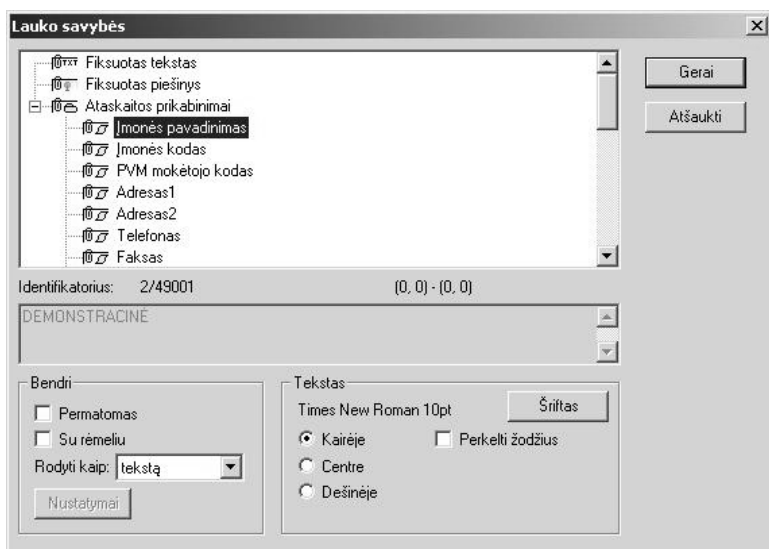 Lauko savybės
Fiksuotas tekstas
Fiksuotas piešinys
Ataskaitos prikabinimai
Įmonės pavadinimas
Įmonės kodas
PVM mokėtojo kodas
Adresas1
Adresas2
Telefonas
Faksas
Gerai
Atšaukti
Identifikatorius: 2/49001 (0, 0) - (0, 0)
DEMONSTRACINĖ
Bendri
Permatomas
Su rėmeliu
Rodyti kaip: tekstą
Nustatymai
Tekstas
Times New Roman 10pt Šriftas
Kairėje Perkelti žodžius
Centre
Dešinėje